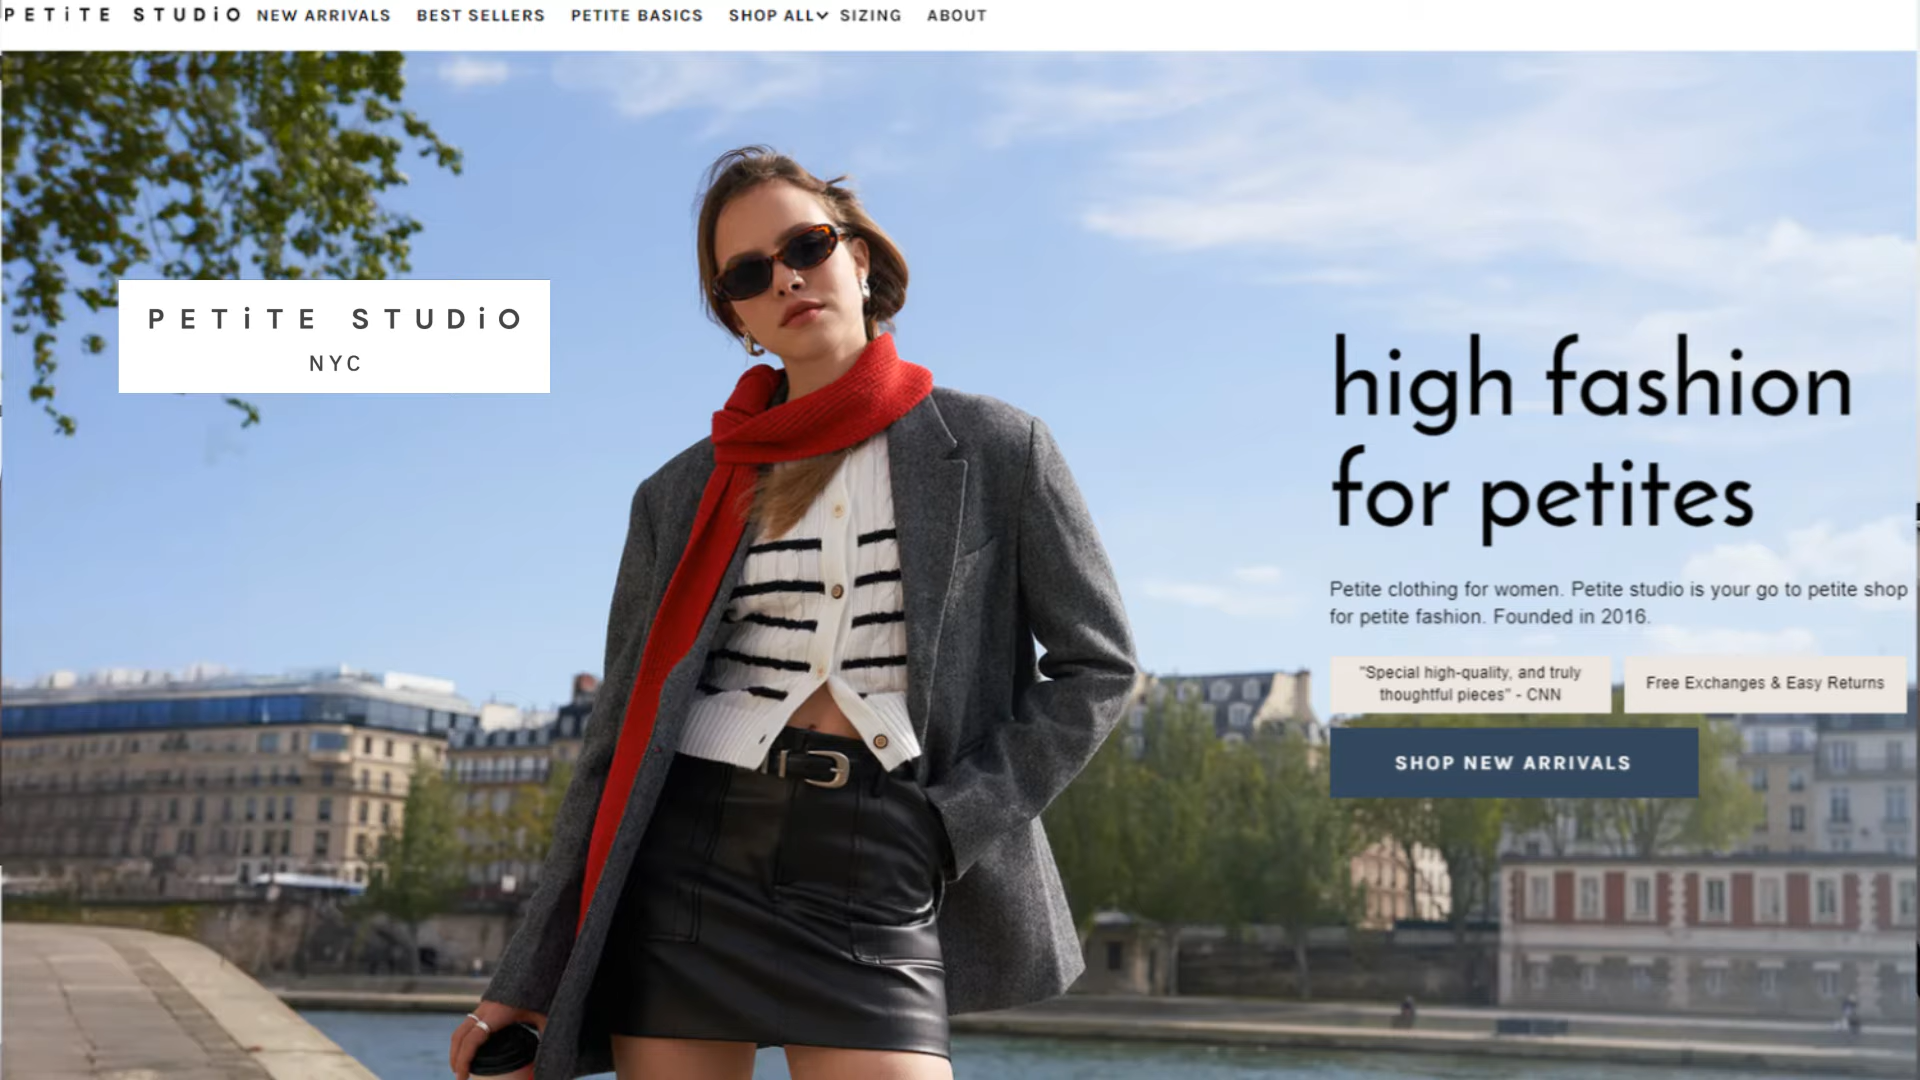 PETiTE STUDiO NEW ARRIVALS BEST SELLERS PETITE BASICS SHOP ALL SIZING ABOUT
PETiTE STUDiO
NYC
high fashion
for petites
Petite clothing for women. Petite studio is your go to petite shop
for petite fashion. Founded in 2016.
"Special high-quality, and truly
thoughtful pieces" - CNN
Free Exchanges & Easy Returns
SHOP NEW ARRIVALS